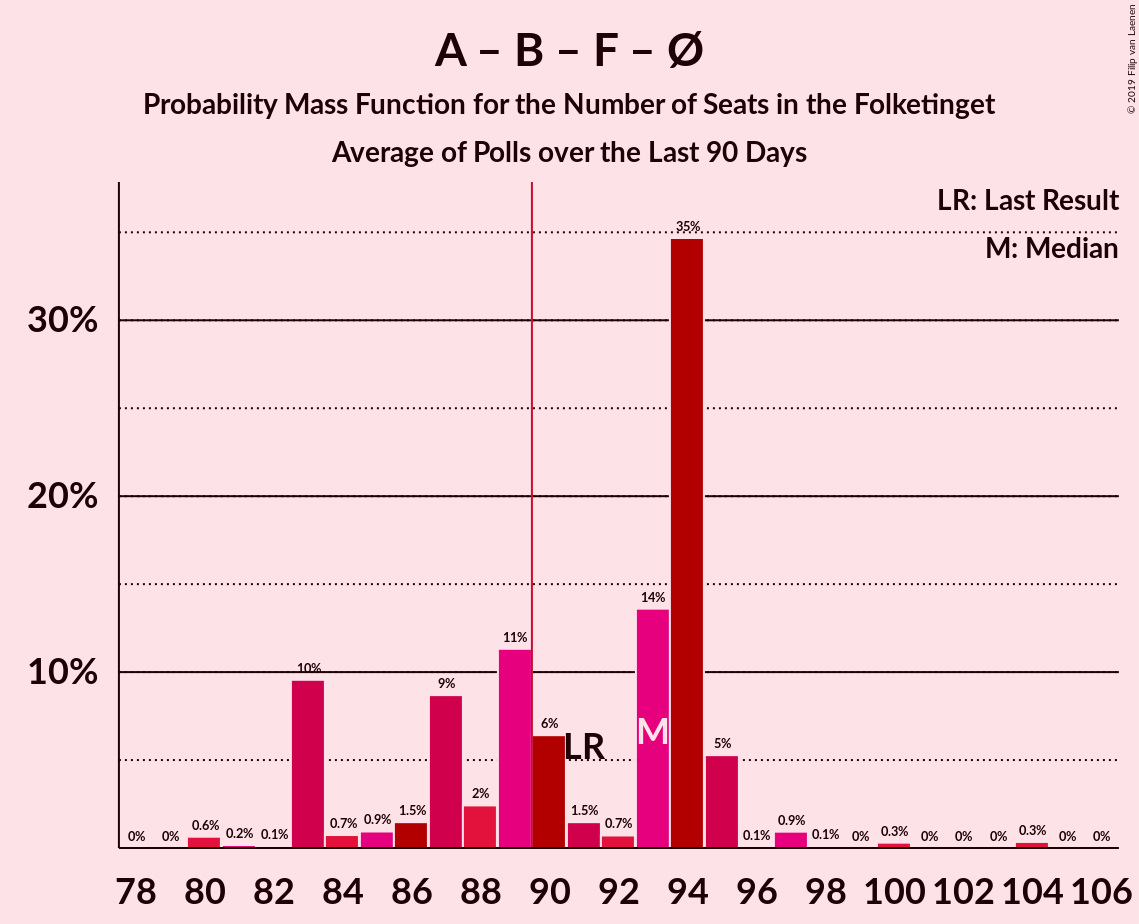 A – B – F – Ø
Probability Mass Function for the Number of Seats in the Folketinget
Average of Polls over the Last 90 Days
© 2019 Filip van Laenen
LR: Last Result
M: Median
30%
20%
10%
0% 0% 0.6% 0.2% 0.1% 10% 0.7% 0.9% 1.5% 9% 2% 11% 6% 1.5% 0.7% 14% 35% 5% 0.1% 0.9% 0.1% 0% 0.3% 0% 0% 0% 0.3% 0% 0%
LR
M
78 80 82 84 86 88 90 92 94 96 98 100 102 104 106